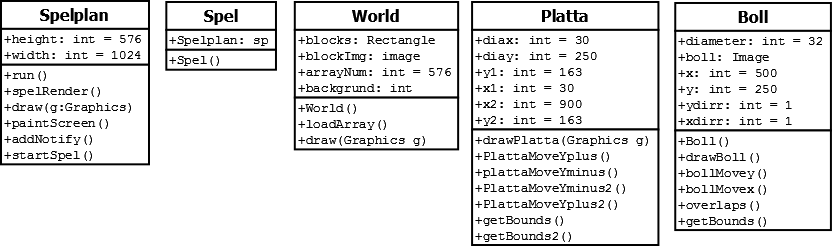 Spelplan
+height: int = 576
+width: int = 1024
+run()
+spelRender()
+draw(g:Graphics)
+paintScreen()
+addNotify()
+startSpel()
Spel
+Spelplan: sp
+Spel()
World
+blocks: Rectangle
+blockImg: image
+arrayNum: int = 576
+backgrund: int
+World()
+loadArray()
+draw(Graphics g)
Platta
+diax: int = 30
+diay: int = 250
+y1: int = 163
+x1: int = 30
+x2: int = 900
+y2: int = 163
+drawPlatta(Graphics g)
+PlattaMoveYplus()
+plattaMoveYminus()
+PlattaMoveYminus2()
+PlattaMoveYplus2()
+getBounds()
+getBounds2()
Boll
+diameter: int = 32
+boll: Image
+x: int = 500
+y: int = 250
+ydirr: int = 1
+xdirr: int = 1
+Boll()
+drawBoll()
+bollMovey()
+bollMovex()
+overlaps()
+getBounds()